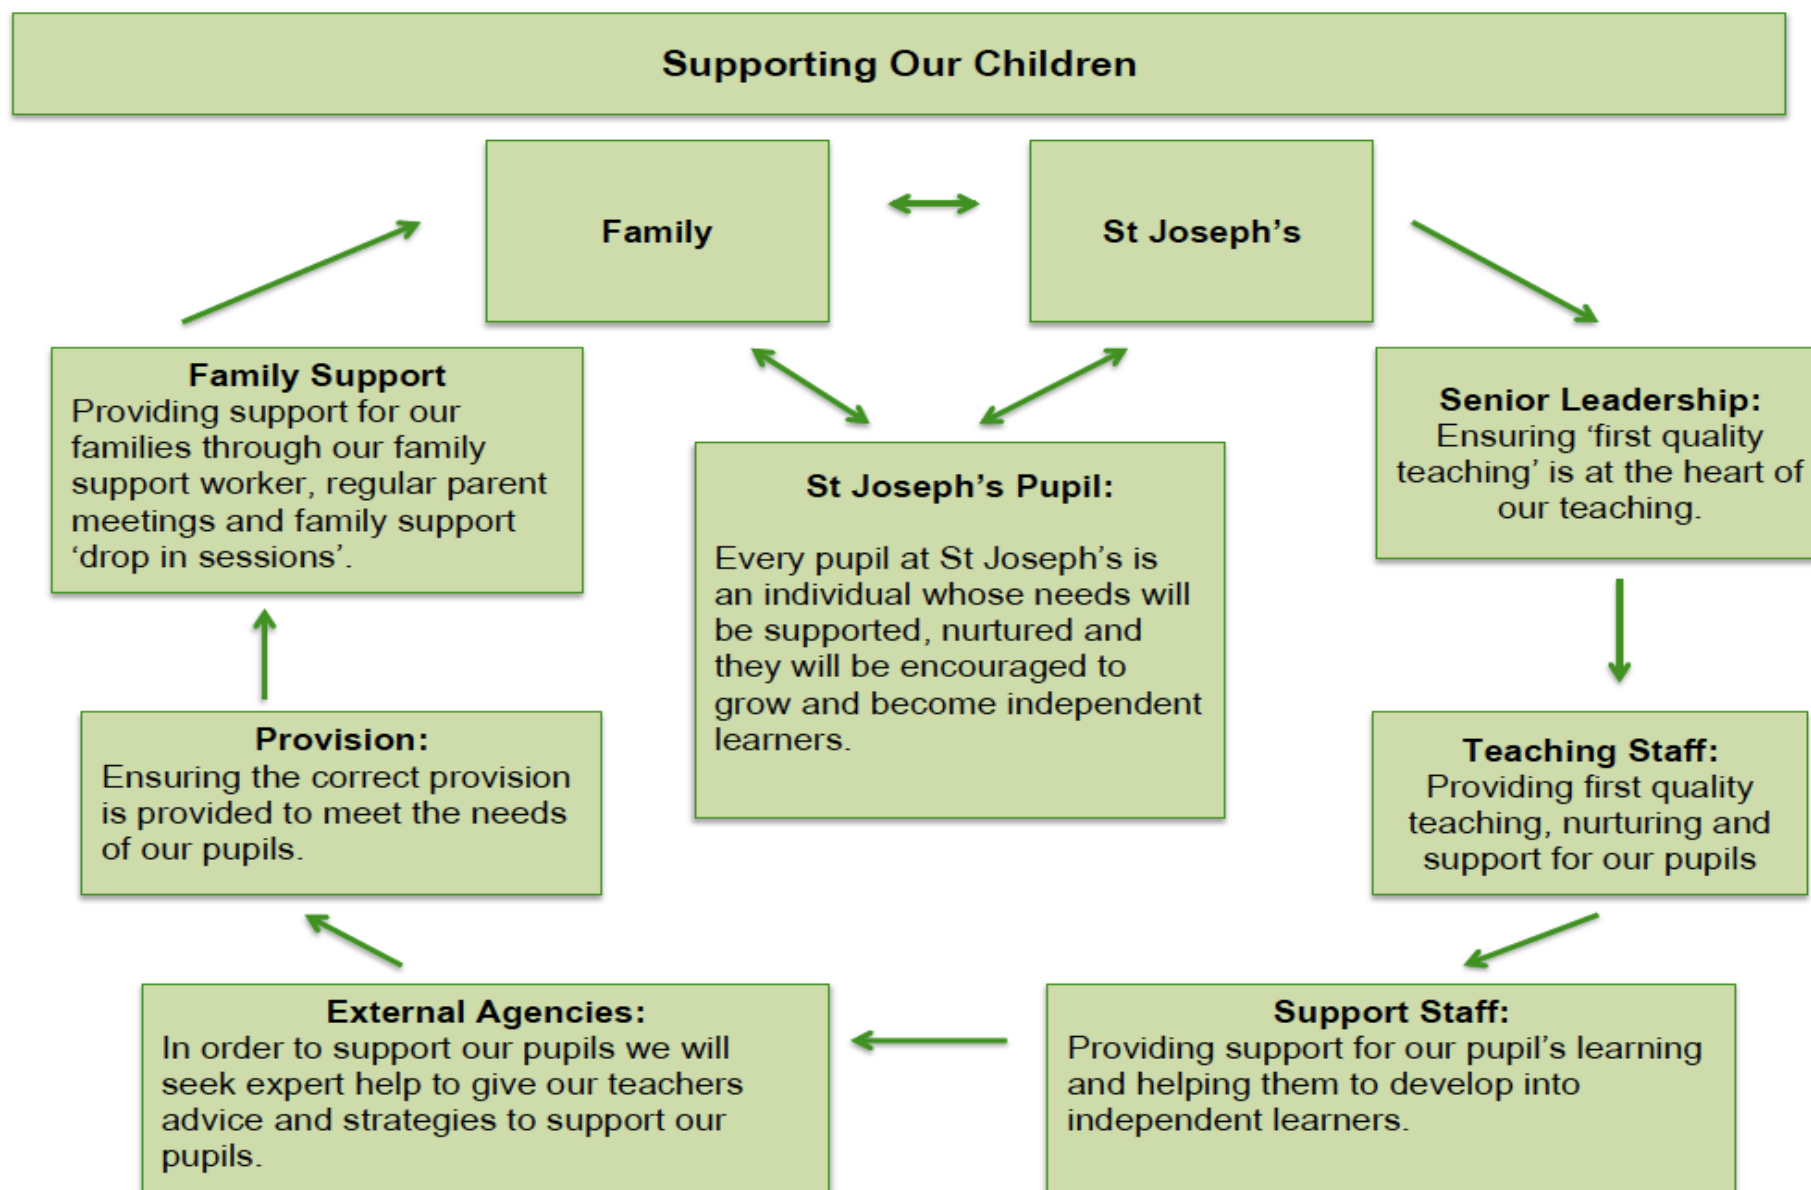 Supporting Our Children
Family
St Joseph’s
Family Support
Providing support for our
families through our family
support worker, regular parent
meetings and family support
‘drop in sessions’.
Senior Leadership:
Ensuring ‘first quality
teaching’ is at the heart of
our teaching.
St Joseph’s Pupil:
Every pupil at St Joseph’s is
an individual whose needs will
be supported, nurtured and
they will be encouraged to
grow and become independent
learners.
Provision:
Ensuring the correct provision
is provided to meet the needs
of our pupils.
Teaching Staff:
Providing first quality
teaching, nurturing and
support for our pupils
External Agencies:
In order to support our pupils we will
seek expert help to give our teachers
advice and strategies to support our
pupils.
Support Staff:
Providing support for our pupil’s learning
and helping them to develop into
independent learners.